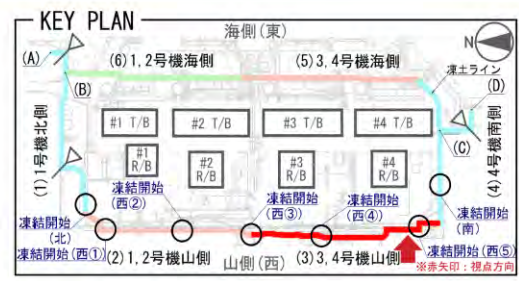 KEY PLAN
海側(東)
N
(A)
(6)1,2号機海側
(5)3,4号機海側
凍土ライン
(B)
(D)
#1 T/B
#2 T/B
#3 T/B
#4 T/B
(C)
(1)1号機北側
(4)4号機南側
#1
R/B
#2
R/B
#3
R/B
#4
R/B
凍結開始
(西②)
凍結開始
(北)
凍結開始
(西③)
凍結開始
(西④)
凍結開始
(南)
凍結開始(西①)
凍結開始(西⑤)
(2)1,2号機山側
(3)3,4号機山側
山側(西)
※赤矢印：視点方向